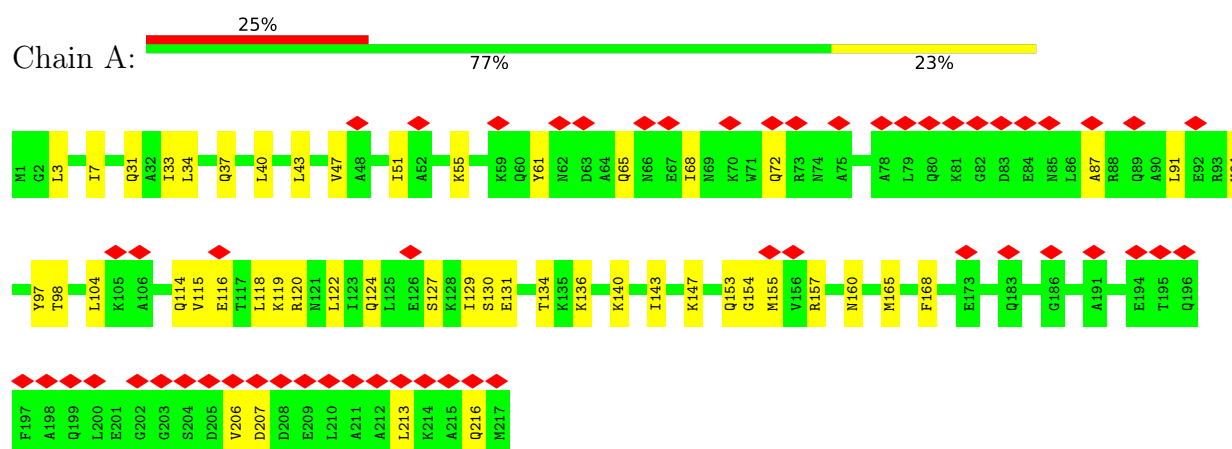 25%
Chain A:
77% 23%
M1 G2 L3 I7 Q31 A32 I33 L34 Q37 L40 L43 V47 A48 I51 A52 K55 K59 Q60 Y61 N62 D63 A64 Q65 N66 E67 I68 N69 K70 W71 Q72 R73 N74 A75 A78 L79 Q80 K81 G82 D83 E84 N85 L86 A87 R88 Q89 A90 L91 E92 R93
Y97 T98 L104 K105 A106 Q114 V115 E116 T117 L118 K119 R120 N121 L122 I123 Q124 L125 E126 S127 K128 I129 S130 E131 T134 K135 K136 K140 I143 K147 Q153 G154 M155 V156 R157 N160 M165 F168 E173 Q183 G186 A191 E194 T195 Q196
F197 A198 Q199 L200 E201 G202 G203 S204 D205 V206 D207 D208 E209 L210 A211 A212 L213 K214 A215 Q216 M217